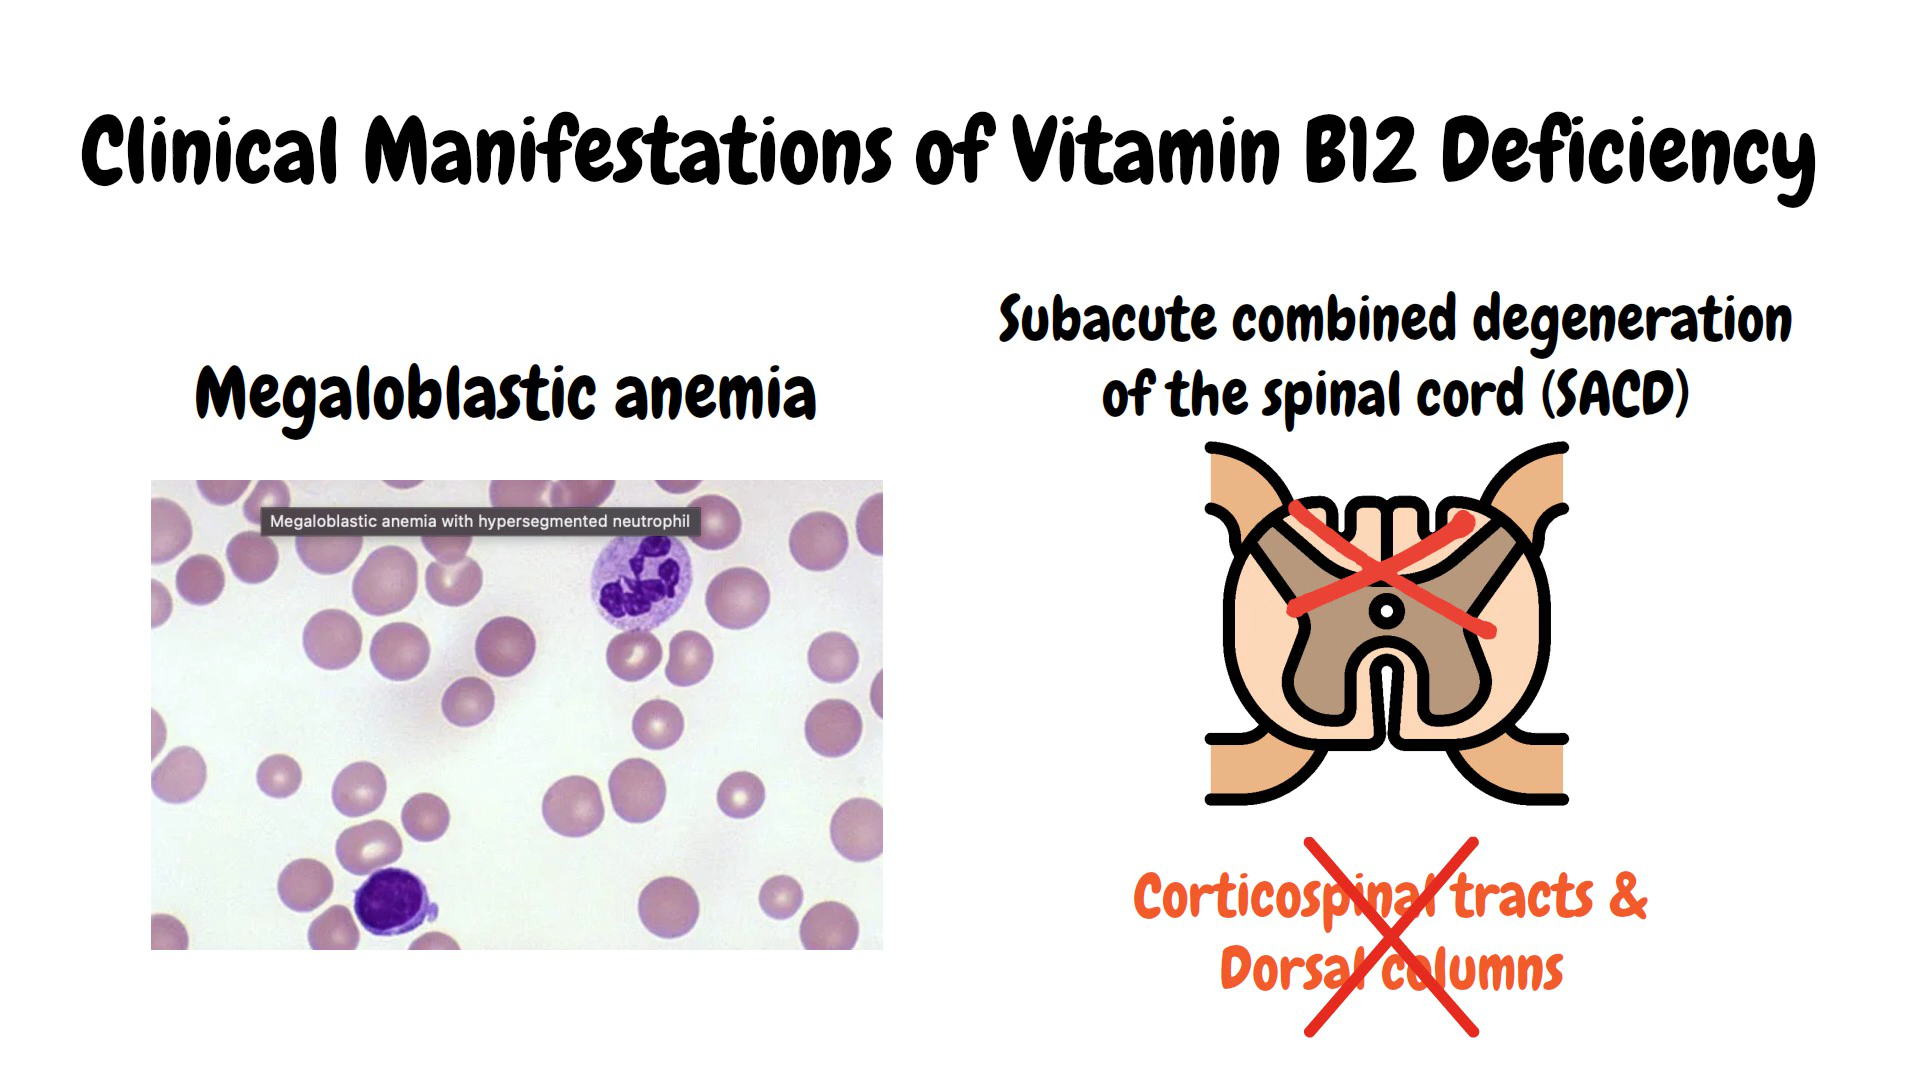 Clinical Manifestations of Vitamin B12 Deficiency
Megaloblastic anemia
Megaloblastic anemia with hypersegmented neutrophil
Subacute combined degeneration
of the spinal cord (SACD)
Corticospinal tracts &
Dorsal columns